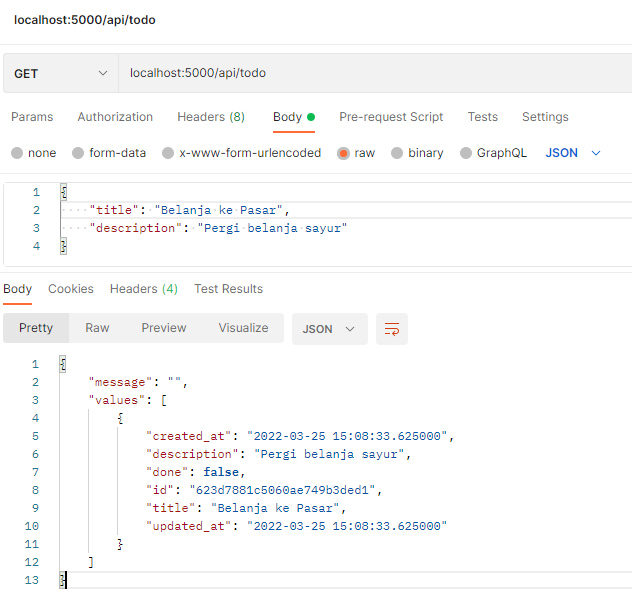 localhost:5000/api/todo
GET localhost:5000/api/todo
Params Authorization Headers (8) Body Pre-request Script Tests Settings
none form-data x-www-form-urlencoded raw binary GraphQL JSON
1 {
2 "title": "Belanja ke Pasar",
3 "description": "Pergi belanja sayur"
4 }
Body Cookies Headers (4) Test Results
Pretty Raw Preview Visualize JSON
1 {
2 "message": "",
3 "values": [
4 {
5 "created_at": "2022-03-25 15:08:33.625000",
6 "description": "Pergi belanja sayur",
7 "done": false,
8 "id": "623d7881c5060ae749b3ded1",
9 "title": "Belanja ke Pasar",
10 "updated_at": "2022-03-25 15:08:33.625000"
11 }
12 ]
13 }